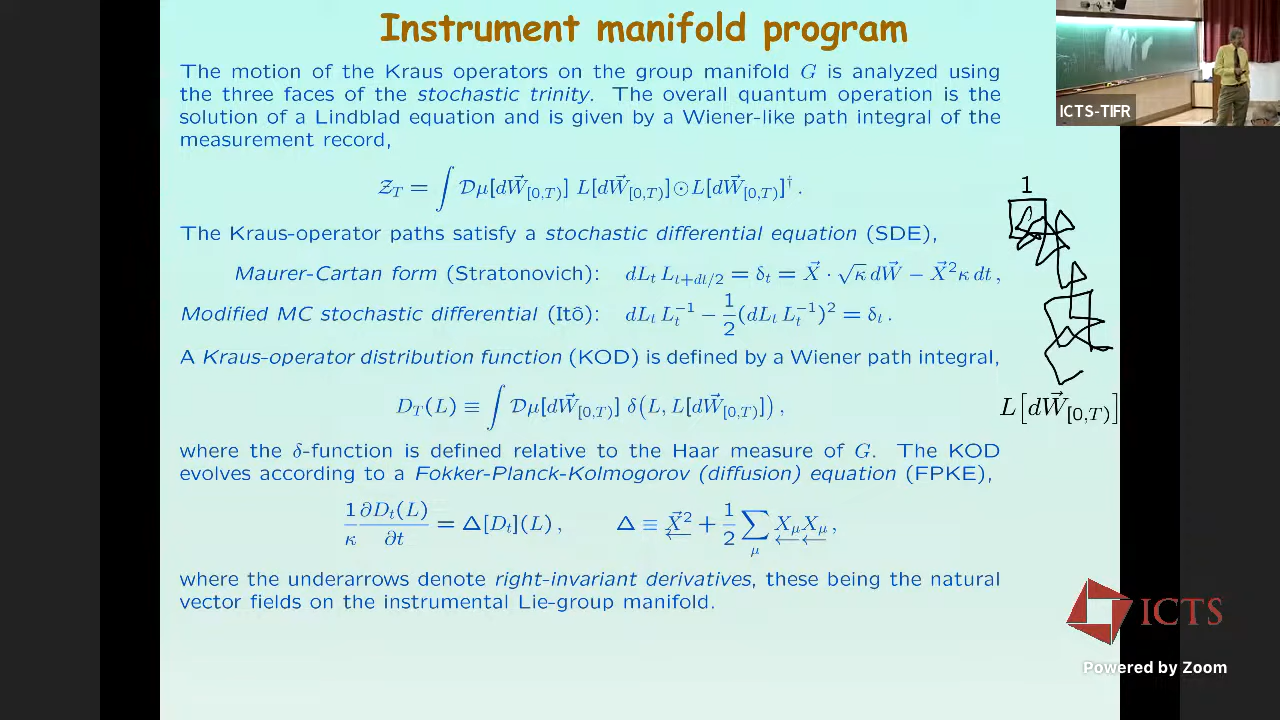 Instrument manifold program
The motion of the Kraus operators on the group manifold G is analyzed using
the three faces of the stochastic trinity. The overall quantum operation is the
solution of a Lindblad equation and is given by a Wiener-like path integral of the
measurement record,
𝒵_T = ∫ 𝒟μ[dW⃗_{[0,T)}] L[dW⃗_{[0,T)}]⊙L[dW⃗_{[0,T)}]^† .
The Kraus-operator paths satisfy a stochastic differential equation (SDE),
Maurer-Cartan form (Stratonovich): dL_t L_{t+dt/2} = δ_t = X⃗ · √κ dW⃗ − X⃗²κ dt ,
Modified MC stochastic differential (Itô): dL_t L_t^{-1} − 1/2 (dL_t L_t^{-1})² = δ_t .
A Kraus-operator distribution function (KOD) is defined by a Wiener path integral,
D_T(L) ≡ ∫ 𝒟μ[dW⃗_{[0,T)}] δ(L, L[dW⃗_{[0,T)}]) ,
where the δ-function is defined relative to the Haar measure of G. The KOD
evolves according to a Fokker-Planck-Kolmogorov (diffusion) equation (FPKE),
1/κ ∂D_t(L)/∂t = Δ[D_t](L) , Δ ≡ X⃗² + 1/2 ∑_μ X_μ X_μ ,
where the underarrows denote right-invariant derivatives, these being the natural
vector fields on the instrumental Lie-group manifold.
1
L[dW⃗_{[0,T)}]
ICTS-TIFR
ICTS
Powered by Zoom